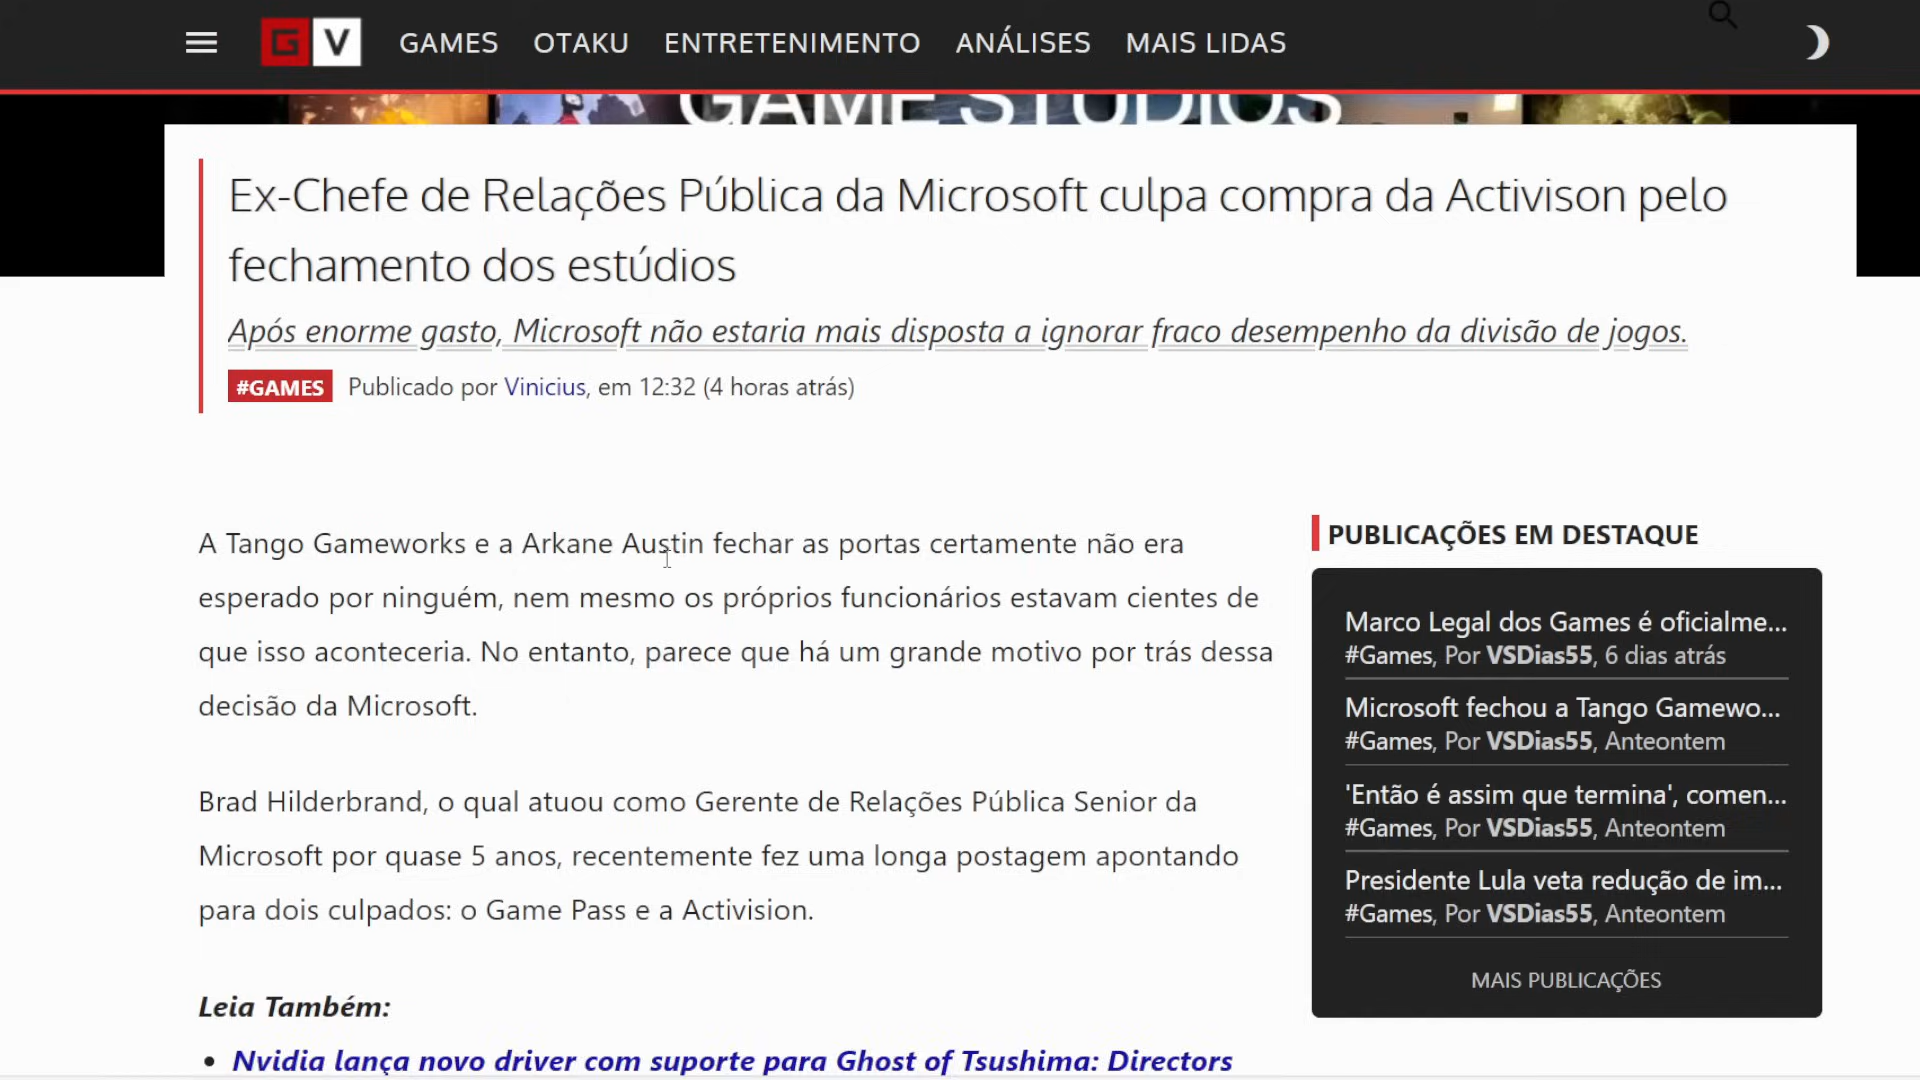 G V GAMES OTAKU ENTRETENIMENTO ANÁLISES MAIS LIDAS
GAME STUDIOS
Ex-Chefe de Relações Pública da Microsoft culpa compra da Activison pelo
fechamento dos estúdios
Após enorme gasto, Microsoft não estaria mais disposta a ignorar fraco desempenho da divisão de jogos.
#GAMES Publicado por Vinicius, em 12:32 (4 horas atrás)
A Tango Gameworks e a Arkane Austin fechar as portas certamente não era
esperado por ninguém, nem mesmo os próprios funcionários estavam cientes de
que isso aconteceria. No entanto, parece que há um grande motivo por trás dessa
decisão da Microsoft.
Brad Hilderbrand, o qual atuou como Gerente de Relações Pública Senior da
Microsoft por quase 5 anos, recentemente fez uma longa postagem apontando
para dois culpados: o Game Pass e a Activision.
Leia Também:
• Nvidia lança novo driver com suporte para Ghost of Tsushima: Directors
PUBLICAÇÕES EM DESTAQUE
Marco Legal dos Games é oficialme...
#Games, Por VSDias55, 6 dias atrás
Microsoft fechou a Tango Gamewo...
#Games, Por VSDias55, Anteontem
'Então é assim que termina', comen...
#Games, Por VSDias55, Anteontem
Presidente Lula veta redução de im...
#Games, Por VSDias55, Anteontem
MAIS PUBLICAÇÕES